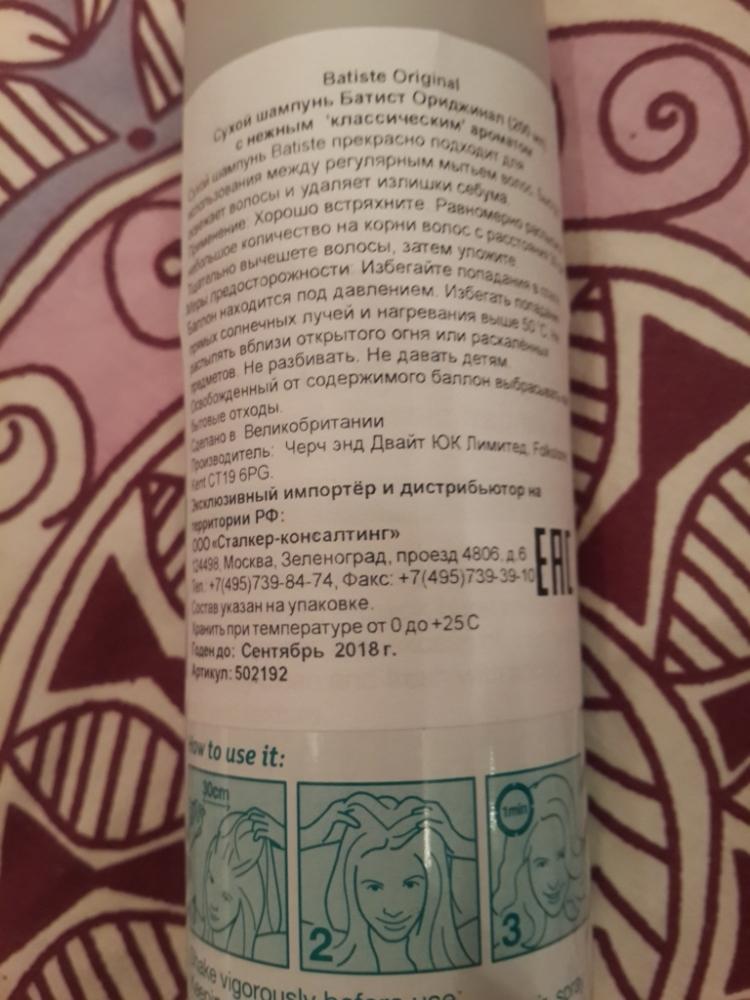 Batiste Original
Сухой шампунь Батист Ориджинал (200 мл)
с нежным 'классическим' ароматом
Сухой шампунь Batiste прекрасно подходит для
использования между регулярным мытьем волос.
освежает волосы и удаляет излишки себума.
Применение: Хорошо встряхните. Равномерно
небольшое количество на корни волос с расстояния
Тщательно вычешете волосы, затем уложите.
Меры предосторожности: Избегайте попадания в глаза.
Баллон находится под давлением. Избегать попадания
прямых солнечных лучей и нагревания выше 50°C. Не
распылять вблизи открытого огня или раскалённых
предметов. Не разбивать. Не давать детям.
Освобожденный от содержимого баллон выбрасывать
бытовые отходы.
Сделано в Великобритании
Производитель: Черч энд Двайт ЮК Лимитед, Folkstone
Kent CT19 6PG.
Эксклюзивный импортёр и дистрибьютор на
территории РФ:
ООО «Сталкер-консалтинг»
124498, Москва, Зеленоград, проезд 4806, д.6
Тел.: +7(495)739-84-74, Факс: +7(495)739-39-10
EAC
Состав указан на упаковке.
Хранить при температуре от 0 до +25 С
Годен до: Сентябрь 2018 г.
Артикул: 502192
How to use it:
30cm
1min
2
3
Shake vigorously before use
spray